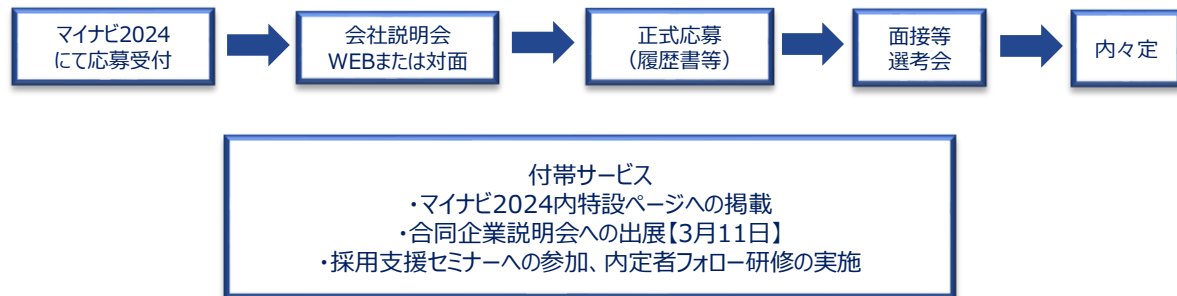 マイナビ2024
にて応募受付
会社説明会
WEBまたは対面
正式応募
（履歴書等）
面接等
選考会
内々定
付帯サービス
・マイナビ2024内特設ページへの掲載
・合同企業説明会への出展【3月11日】
・採用支援セミナーへの参加、内定者フォロー研修の実施